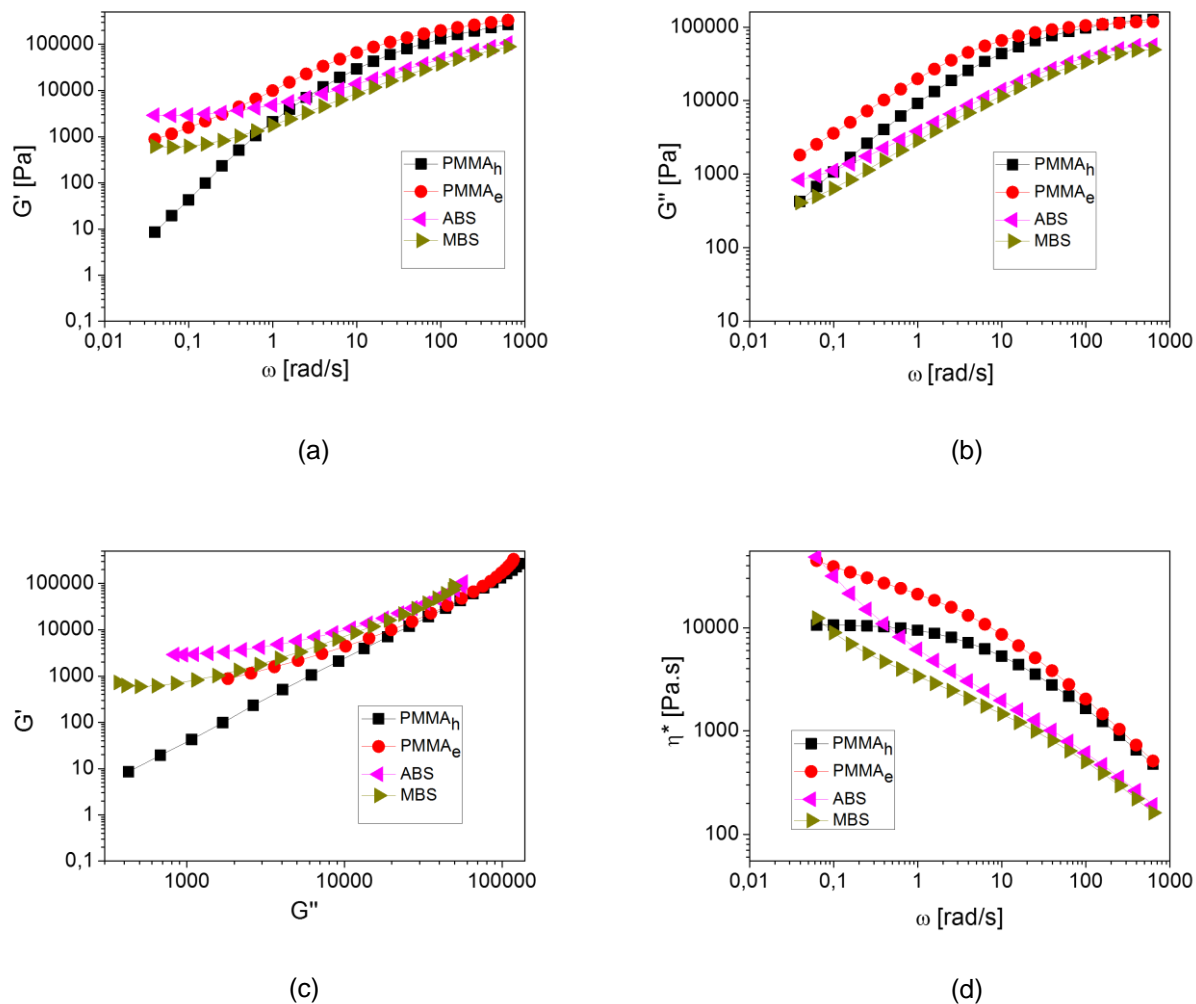 G' [Pa]
100000
10000
1000
100
10
1
0,1
0,01
0,1
1
10
100
1000
ω [rad/s]
PMMAh
PMMAe
ABS
MBS
(a)
G'' [Pa]
100000
10000
1000
100
10
0,01
0,1
1
10
100
1000
ω [rad/s]
PMMAh
PMMAe
ABS
MBS
(b)
G'
100000
10000
1000
100
10
1
0,1
1000
10000
100000
G''
PMMAh
PMMAe
ABS
MBS
(c)
η* [Pa.s]
10000
1000
100
0,01
0,1
1
10
100
1000
ω [rad/s]
PMMAh
PMMAe
ABS
MBS
(d)